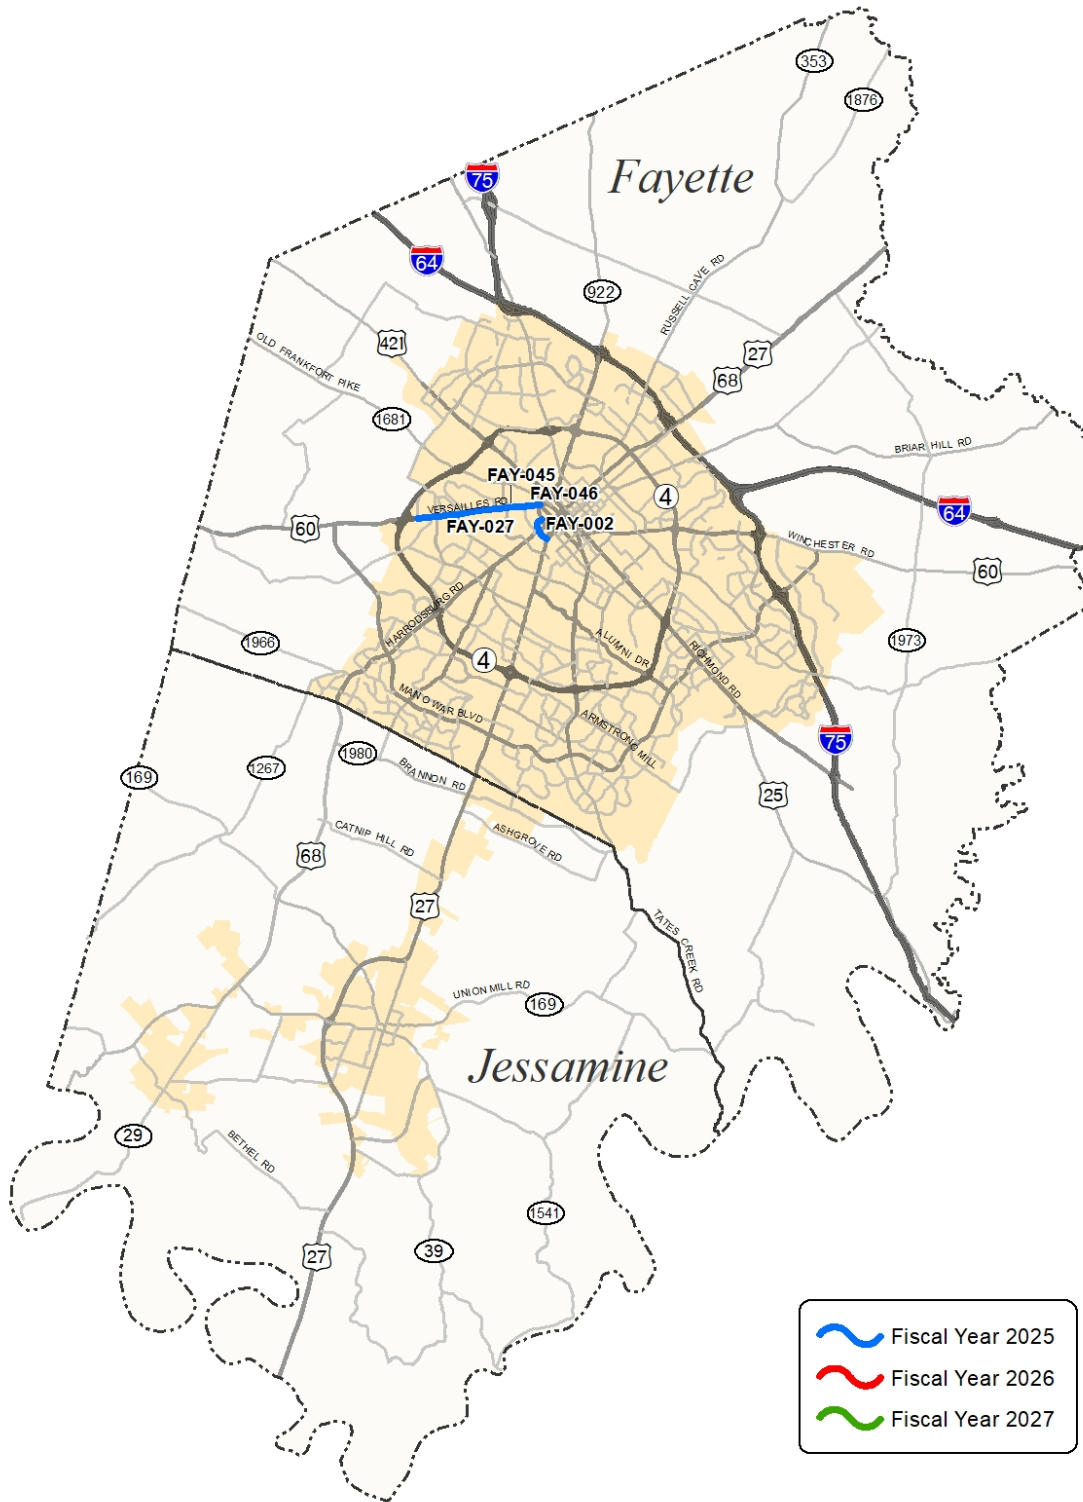 353
1876
75
Fayette
64
922
RUSSELL CAVE RD
421
27
68
OLD FRANKFORT PIKE
1681
BRIAR HILL RD
FAY-045
FAY-046
4
VERSAILLES RD
64
60
FAY-027
FAY-002
WINCHESTER RD
60
HARRODSBURG RD
1966
ALUMNI DR
1973
4
RICHMOND RD
MAN O WAR BLVD
ARMSTRONG MILL
75
1980
169
1267
BRANNON RD
25
CATNIP HILL RD
ASHGROVE RD
68
27
TATES CREEK RD
UNION MILL RD
169
Jessamine
29
BETHEL RD
1541
39
27
Fiscal Year 2025
Fiscal Year 2026
Fiscal Year 2027